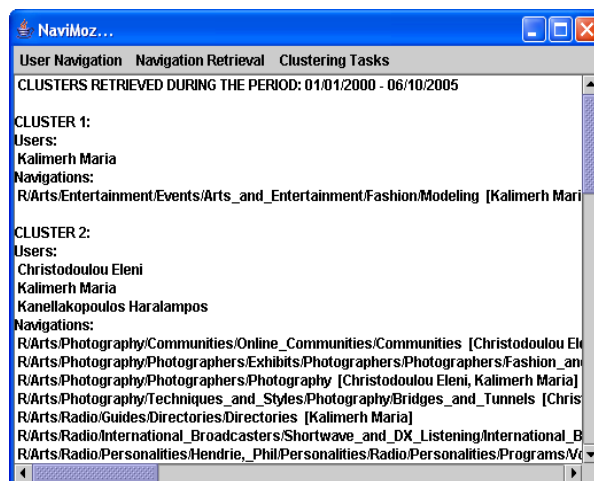 NaviMoz...
User Navigation Navigation Retrieval Clustering Tasks
CLUSTERS RETRIEVED DURING THE PERIOD: 01/01/2000 - 06/10/2005
CLUSTER 1:
Users:
Kalimerh Maria
Navigations:
R/Arts/Entertainment/Events/Arts_and_Entertainment/Fashion/Modeling [Kalimerh Mari
CLUSTER 2:
Users:
Christodoulou Eleni
Kalimerh Maria
Kanellakopoulos Haralampos
Navigations:
R/Arts/Photography/Communities/Online_Communities/Communities [Christodoulou Ele
R/Arts/Photography/Photographers/Exhibits/Photographers/Photographers/Fashion_and
R/Arts/Photography/Photographers/Photography [Christodoulou Eleni, Kalimerh Maria]
R/Arts/Photography/Techniques_and_Styles/Photography/Bridges_and_Tunnels [Christ
R/Arts/Radio/Guides/Directories/Directories [Kalimerh Maria]
R/Arts/Radio/International_Broadcasters/Shortwave_and_DX_Listening/International_B
R/Arts/Radio/Personalities/Hendrie,_Phil/Personalities/Radio/Personalities/Programs/Vo